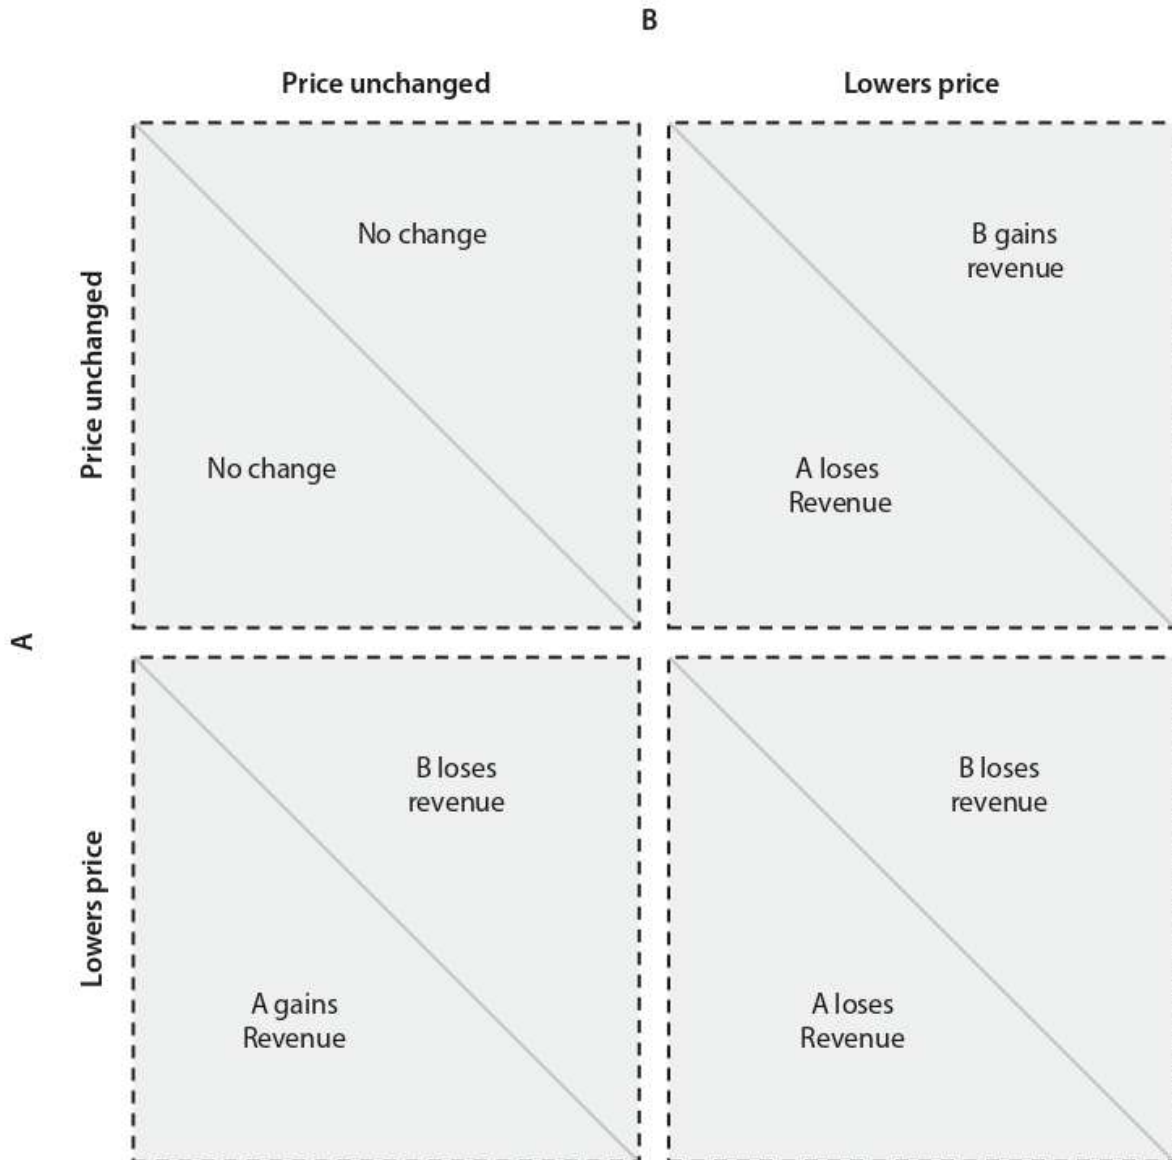 B
Price unchanged
Lowers price
A
Price unchanged
No change
No change
B gains
revenue
A loses
Revenue
Lowers price
B loses
revenue
A gains
Revenue
B loses
revenue
A loses
Revenue